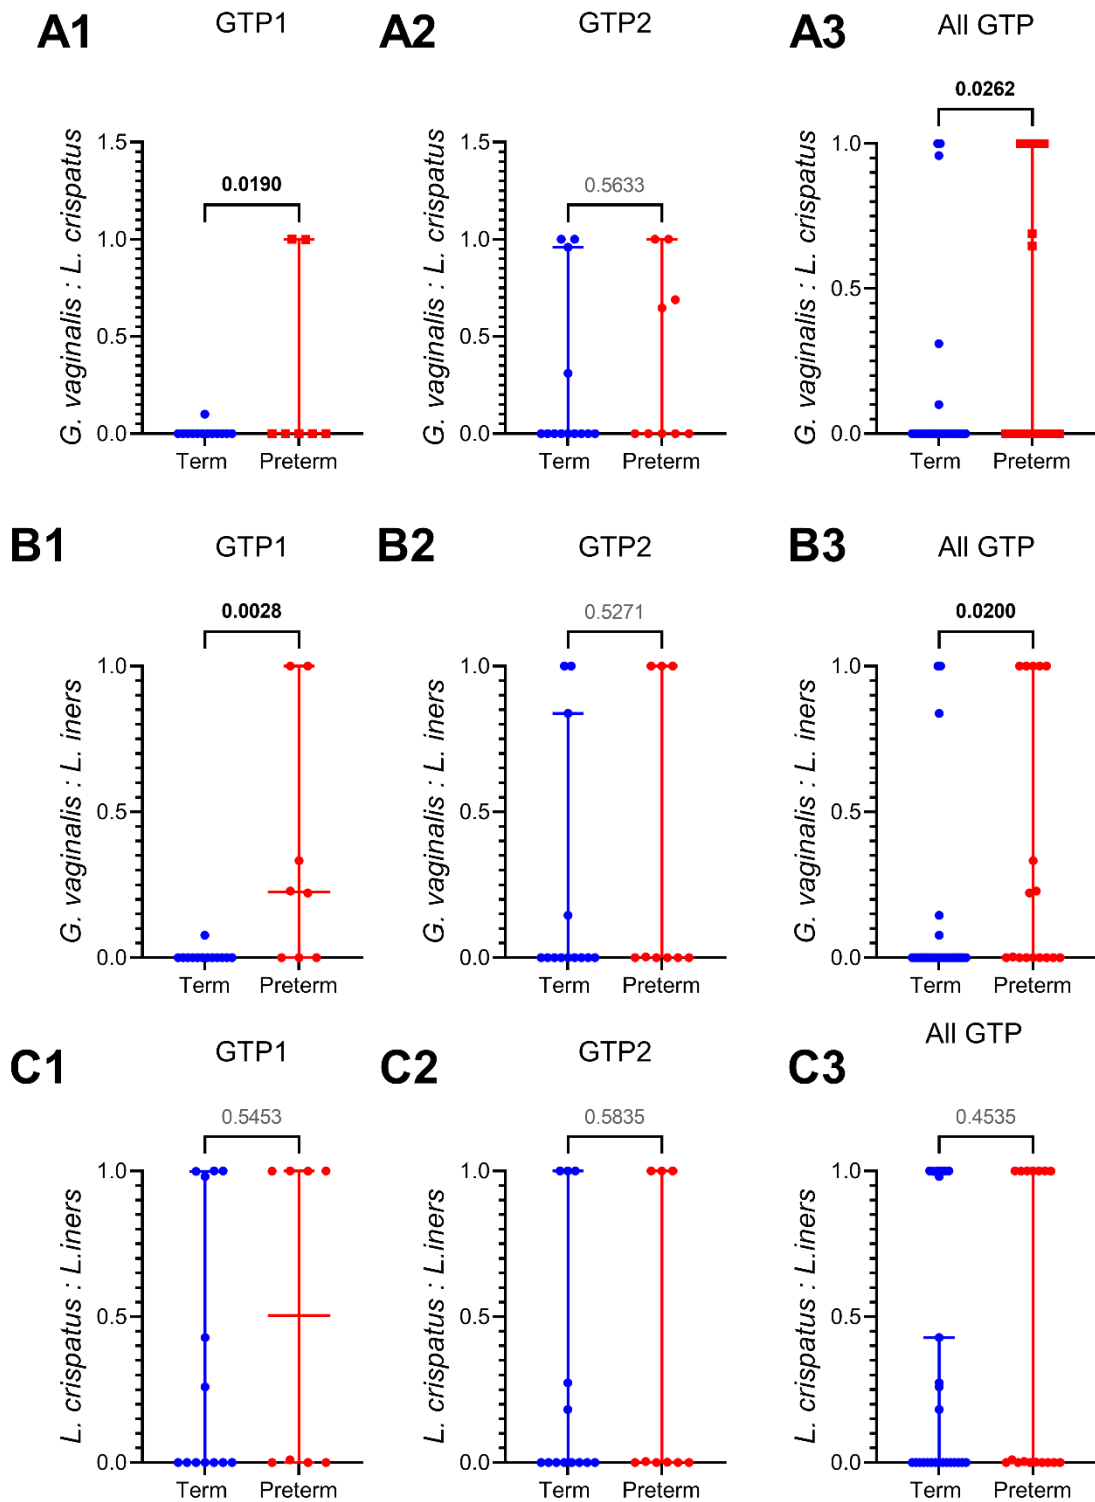 A1 GTP1 A2 GTP2 A3 All GTP
0.0262
0.0190 0.5633
G. vaginalis : L. crispatus
1.5
1.0
0.5
0.0
Term Preterm
G. vaginalis : L. crispatus
1.5
1.0
0.5
0.0
Term Preterm
G. vaginalis : L. crispatus
1.0
0.5
0.0
Term Preterm
B1 GTP1 B2 GTP2 B3 All GTP
0.0028 0.5271 0.0200
G. vaginalis : L. iners
1.0
0.5
0.0
Term Preterm
G. vaginalis : L. iners
1.0
0.5
0.0
Term Preterm
G. vaginalis : L. iners
1.0
0.5
0.0
Term Preterm
C1 GTP1 C2 GTP2 C3 All GTP
0.5453 0.5835 0.4535
L. crispatus : L.iners
1.0
0.5
0.0
Term Preterm
L. crispatus : L.iners
1.0
0.5
0.0
Term Preterm
L. crispatus : L.iners
1.0
0.5
0.0
Term Preterm